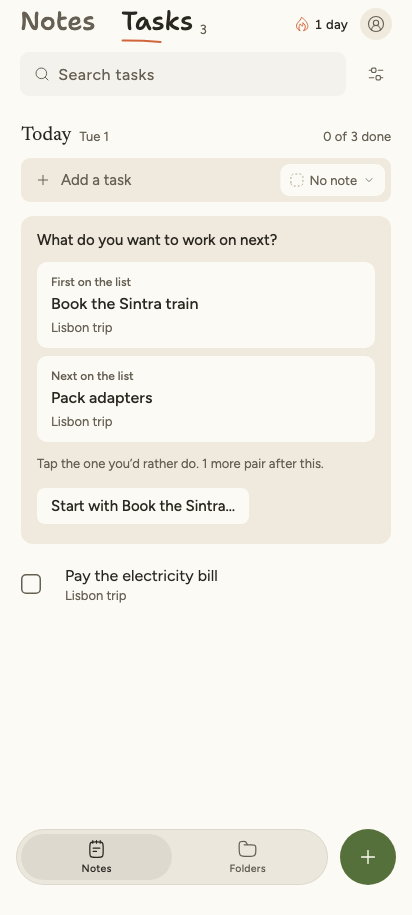 Notes Tasks 3 1 day
Search tasks
Today Tue 1 0 of 3 done
Add a task No note
What do you want to work on next?
First on the list
Book the Sintra train
Lisbon trip
Next on the list
Pack adapters
Lisbon trip
Tap the one you’d rather do. 1 more pair after this.
Start with Book the Sintra…
Pay the electricity bill
Lisbon trip
Notes Folders